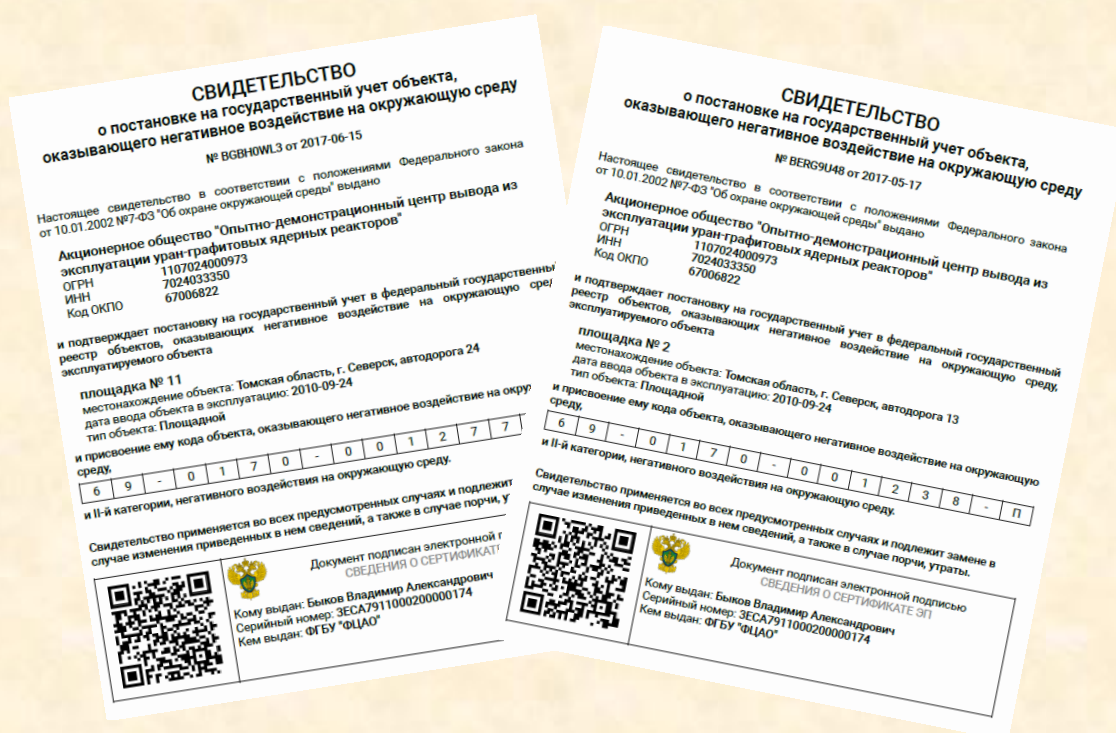 СВИДЕТЕЛЬСТВО
о постановке на государственный учет объекта,
оказывающего негативное воздействие на окружающую среду
№ BGBH0WL3 от 2017-06-15
Настоящее свидетельство в соответствии с положениями Федерального закона
от 10.01.2002 №7-ФЗ "Об охране окружающей среды" выдано
Акционерное общество "Опытно-демонстрационный центр вывода из
эксплуатации уран-графитовых ядерных реакторов"
ОГРН 1107024000973
ИНН 7024033350
Код ОКПО 67006822
и подтверждает постановку на государственный учет в федеральный государственны
реестр объектов, оказывающих негативное воздействие на окружающую сред
эксплуатируемого объекта
площадка № 11
местонахождение объекта: Томская область, г. Северск, автодорога 24
дата ввода объекта в эксплуатацию: 2010-09-24
тип объекта: Площадной
и присвоение ему кода объекта, оказывающего негативное воздействие на окру
среду,
6 9 - 0 1 7 0 - 0 0 1 2 7 7
и II-й категории, негативного воздействия на окружающую среду.
Свидетельство применяется во всех предусмотренных случаях и подлежит
случае изменения приведенных в нем сведений, а также в случае порчи,
Документ подписан электронной
СВЕДЕНИЯ О СЕРТИФИКАТ
Кому выдан: Быков Владимир Александрович
Серийный номер: 3ECA7911000200000174
Кем выдан: ФГБУ "ФЦАО"
СВИДЕТЕЛЬСТВО
о постановке на государственный учет объекта,
оказывающего негативное воздействие на окружающую среду
№ BERG9U48 от 2017-05-17
Настоящее свидетельство в соответствии с положениями Федерального закона
от 10.01.2002 №7-ФЗ "Об охране окружающей среды" выдано
Акционерное общество "Опытно-демонстрационный центр вывода из
эксплуатации уран-графитовых ядерных реакторов"
ОГРН 1107024000973
ИНН 7024033350
Код ОКПО 67006822
и подтверждает постановку на государственный учет в федеральный государственный
реестр объектов, оказывающих негативное воздействие на окружающую среду,
эксплуатируемого объекта
площадка № 2
местонахождение объекта: Томская область, г. Северск, автодорога 13
дата ввода объекта в эксплуатацию: 2010-09-24
тип объекта: Площадной
и присвоение ему кода объекта, оказывающего негативное воздействие на окружающую
среду,
6 9 - 0 1 7 0 - 0 0 1 2 3 8 - П
и II-й категории, негативного воздействия на окружающую среду.
Свидетельство применяется во всех предусмотренных случаях и подлежит замене в
случае изменения приведенных в нем сведений, а также в случае порчи, утраты.
Документ подписан электронной подписью
СВЕДЕНИЯ О СЕРТИФИКАТЕ ЭП
Кому выдан: Быков Владимир Александрович
Серийный номер: 3ECA7911000200000174
Кем выдан: ФГБУ "ФЦАО"